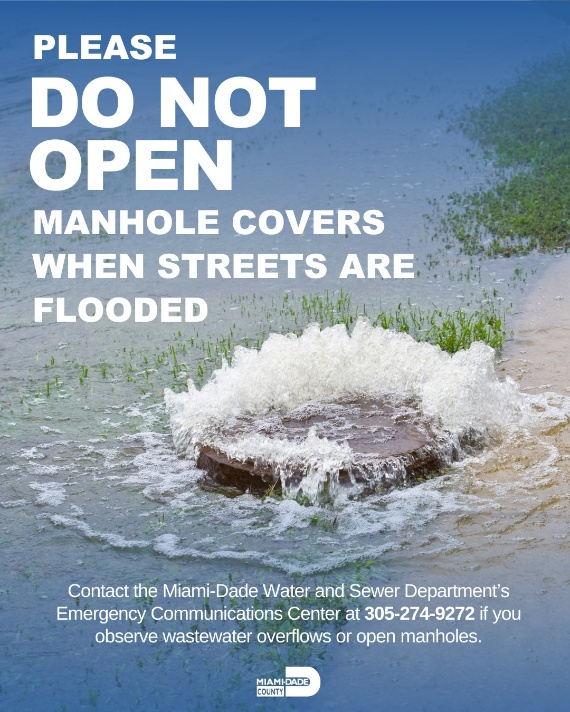 PLEASE
DO NOT
OPEN
MANHOLE COVERS
WHEN STREETS ARE
FLOODED
Contact the Miami-Dade Water and Sewer Department's
Emergency Communications Center at 305-274-9272 if you
observe wastewater overflows or open manholes.
MIAMI-DADE
COUNTY